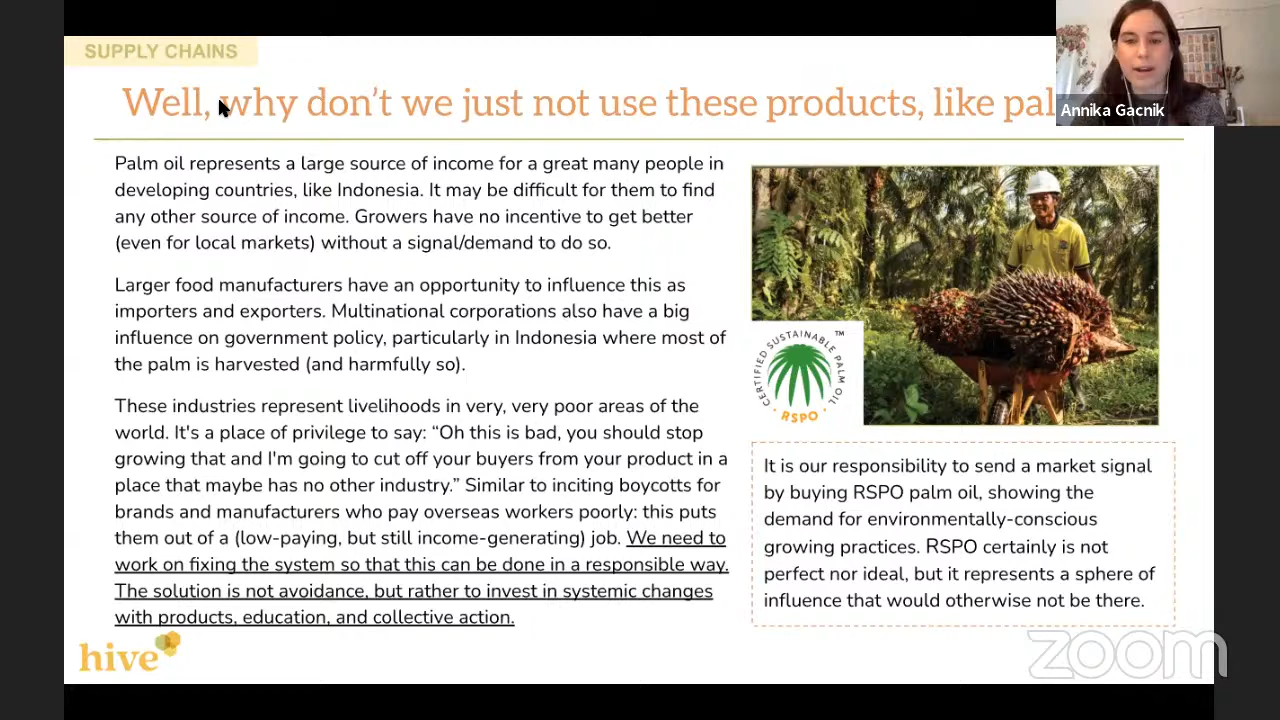 SUPPLY CHAINS
Well, why don't we just not use these products, like pal
Annika Gacnik
Palm oil represents a large source of income for a great many people in
developing countries, like Indonesia. It may be difficult for them to find
any other source of income. Growers have no incentive to get better
(even for local markets) without a signal/demand to do so.
Larger food manufacturers have an opportunity to influence this as
importers and exporters. Multinational corporations also have a big
influence on government policy, particularly in Indonesia where most of
the palm is harvested (and harmfully so).
These industries represent livelihoods in very, very poor areas of the
world. It's a place of privilege to say: “Oh this is bad, you should stop
growing that and I'm going to cut off your buyers from your product in a
place that maybe has no other industry.” Similar to inciting boycotts for
brands and manufacturers who pay overseas workers poorly: this puts
them out of a (low-paying, but still income-generating) job. We need to
work on fixing the system so that this can be done in a responsible way.
The solution is not avoidance, but rather to invest in systemic changes
with products, education, and collective action.
CERTIFIED SUSTAINABLE PALM OIL ™
RSPO
It is our responsibility to send a market signal
by buying RSPO palm oil, showing the
demand for environmentally-conscious
growing practices. RSPO certainly is not
perfect nor ideal, but it represents a sphere of
influence that would otherwise not be there.
hive
zoom